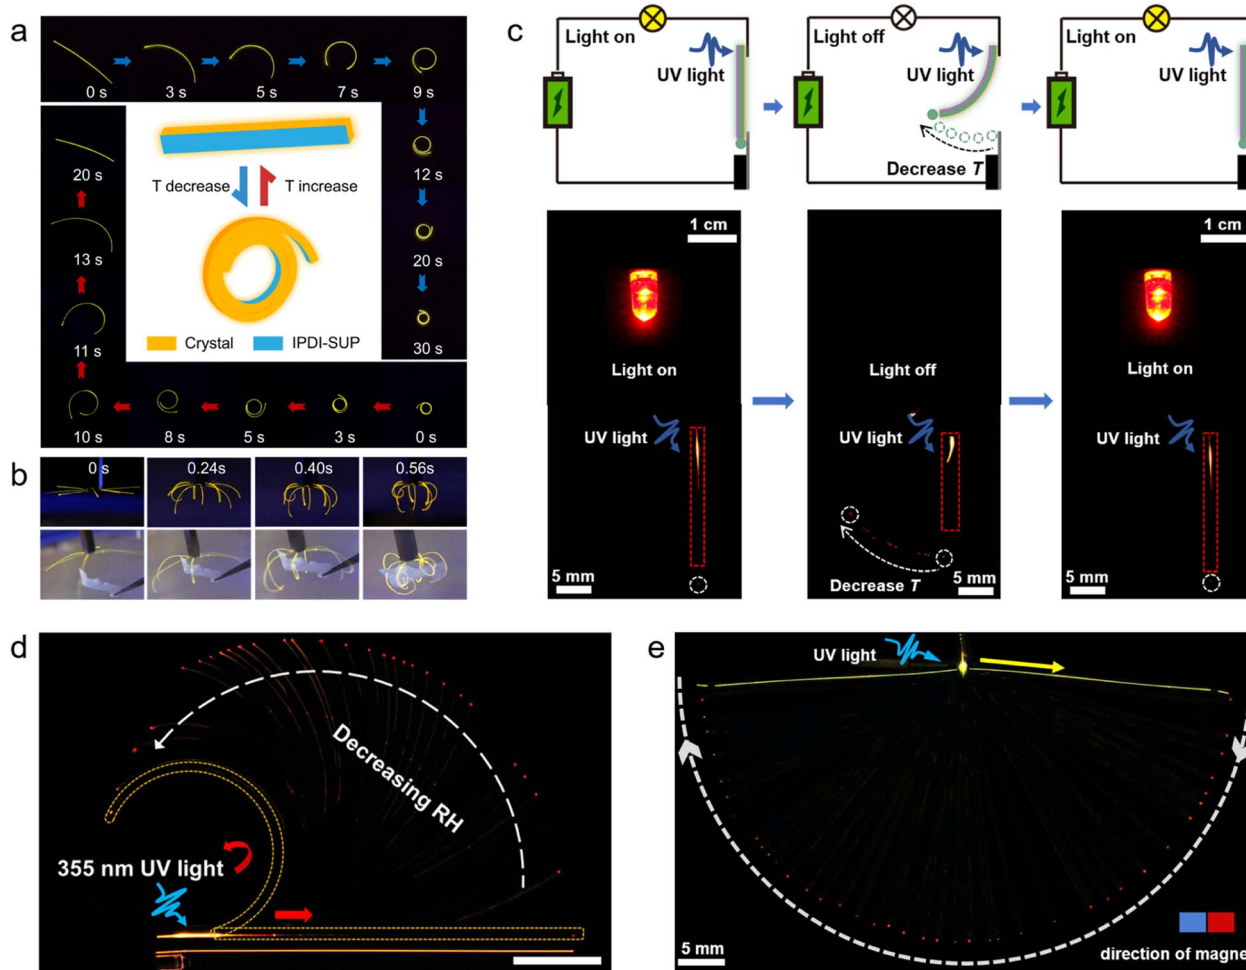 a
0 s
3 s
5 s
7 s
9 s
20 s
12 s
T decrease
T increase
13 s
20 s
11 s
Crystal
IPDI-SUP
30 s
10 s
8 s
5 s
3 s
0 s
b
0 s
0.24s
0.40s
0.56s
c
Light on
UV light
Light off
UV light
Decrease T
Light on
UV light
1 cm
1 cm
Light on
Light off
Light on
UV light
UV light
UV light
5 mm
Decrease T
5 mm
5 mm
d
Decreasing RH
355 nm UV light
e
UV light
5 mm
direction of magne